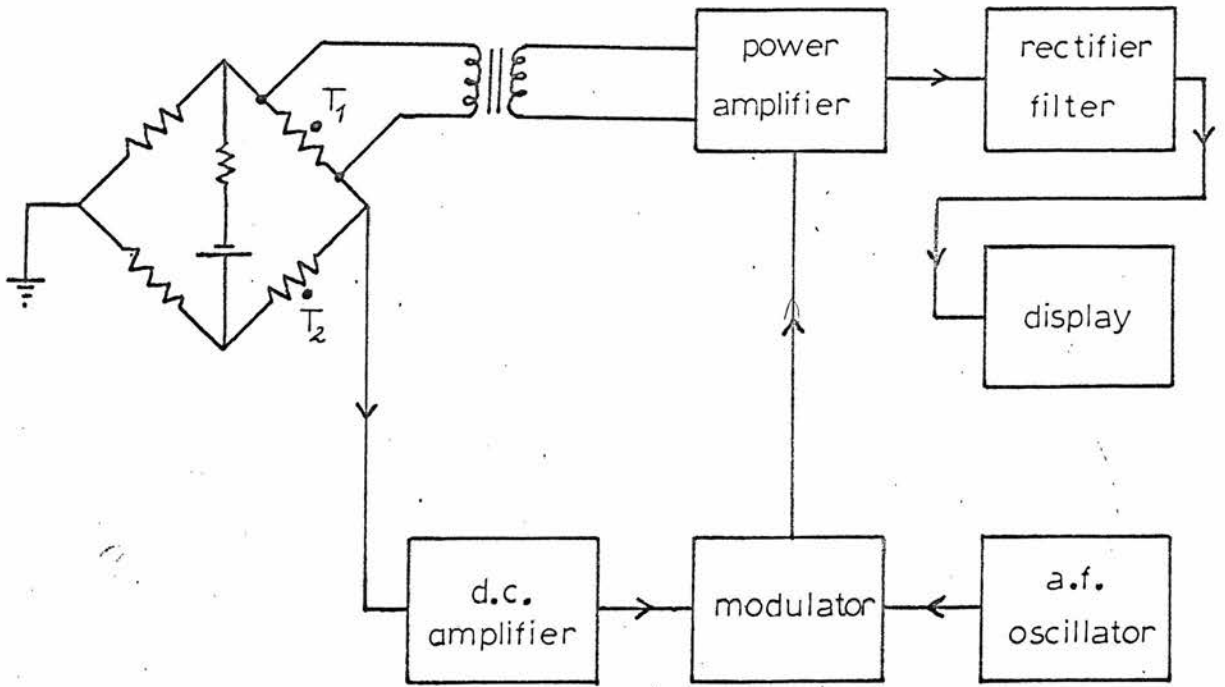 power
amplifier
rectifier
filter
T1
T2
display
d.c.
amplifier
modulator
a.f.
oscillator